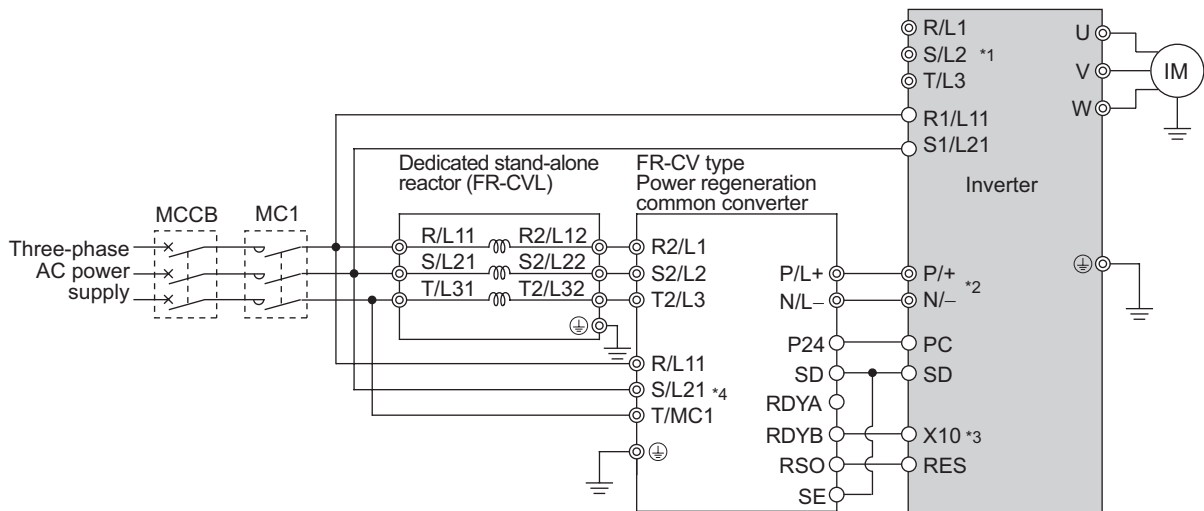 R/L1
S/L2 *1
T/L3
R1/L11
S1/L21
U
V
W
IM
Inverter
Dedicated stand-alone
reactor (FR-CVL)
FR-CV type
Power regeneration
common converter
MCCB
MC1
Three-phase
AC power
supply
R/L11 R2/L12
S/L21 S2/L22
T/L31 T2/L32
R2/L1
S2/L2
T2/L3
R/L11
S/L21 *4
T/MC1
P/L+
N/L−
P24
SD
RDYA
RDYB
RSO
SE
P/+
N/− *2
PC
SD
X10 *3
RES